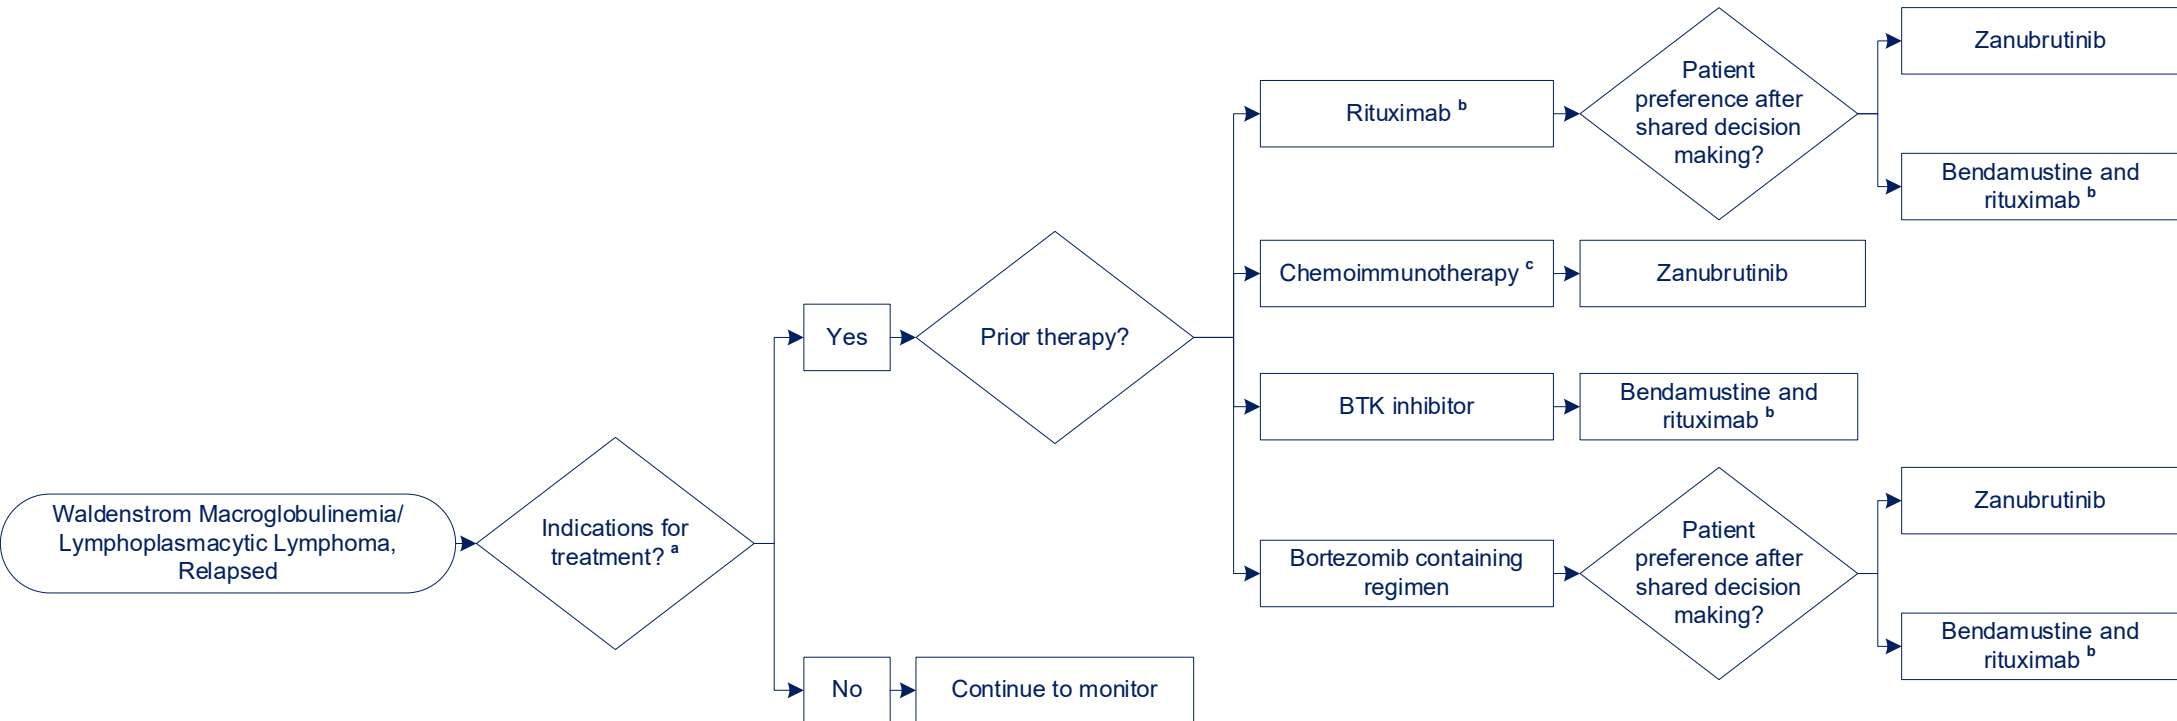 Waldenstrom Macroglobulinemia/
Lymphoplasmacytic Lymphoma,
Relapsed
Indications for
treatment? a
Yes
Prior therapy?
Rituximab b
Patient
preference after
shared decision
making?
Zanubrutinib
Bendamustine and
rituximab b
Chemoimmunotherapy c
Zanubrutinib
BTK inhibitor
Bendamustine and
rituximab b
Bortezomib containing
regimen
Patient
preference after
shared decision
making?
Zanubrutinib
Bendamustine and
rituximab b
No
Continue to monitor